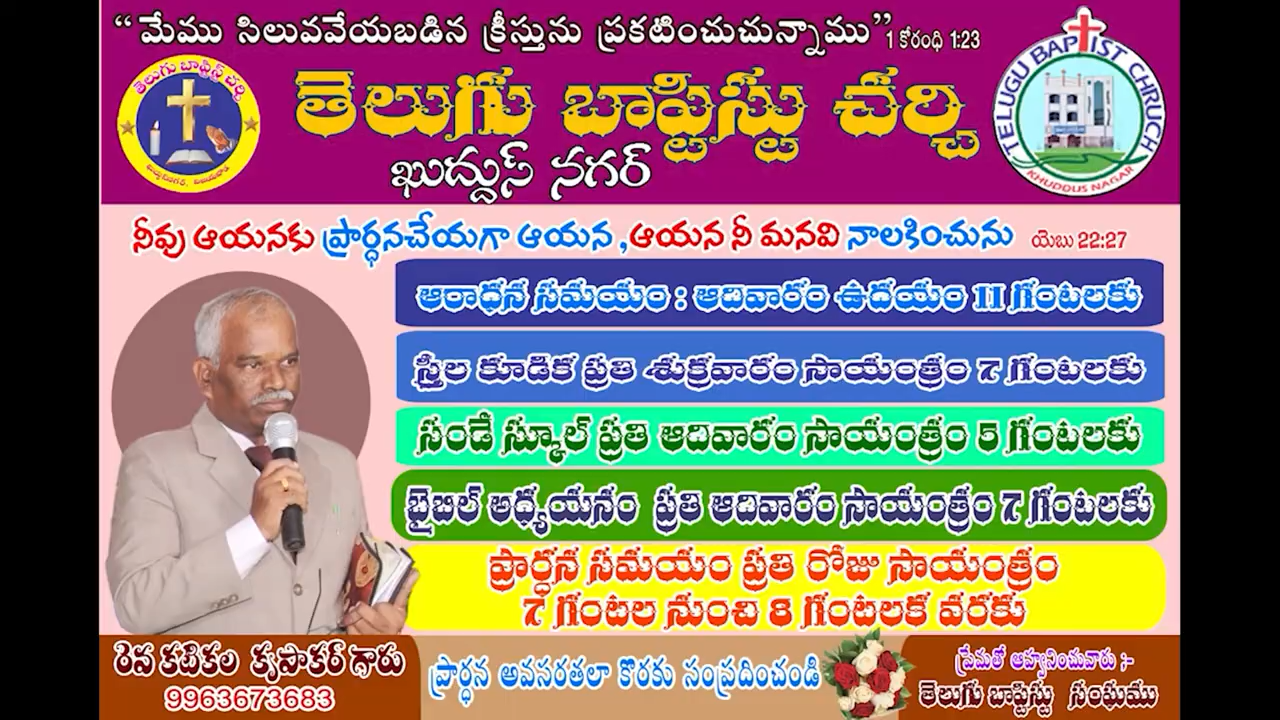 “మేము సిలువవేయబడిన క్రీస్తును ప్రకటించుచున్నాము” 1 కోరంథి 1:23
తెలుగు బాప్టిస్టు చర్చి
ఖుద్దుస్ నగర్
తెలుగు బాప్టిస్ట్ చర్చి
TELUGU BAPTIST CHRUCH
KHUDDUS NAGAR
నీవు ఆయనకు ప్రార్ధనచేయగా ఆయన ,ఆయన నీ మనవి నాలకించును యెబు 22:27
ఆరాధన సమయం : ఆదివారం ఉదయం 11 గంటలకు
స్త్రీల కూడిక ప్రతి శుక్రవారం సాయంత్రం 7 గంటలకు
సండే స్కూల్ ప్రతి ఆదివారం సాయంత్రం 5 గంటలకు
బైబిల్ అధ్యయనం ప్రతి ఆదివారం సాయంత్రం 7 గంటలకు
ప్రార్ధన సమయం ప్రతి రోజు సాయంత్రం
7 గంటల నుంచి 8 గంటలక వరకు
రెవ కటికల కృపాకర్ గారు
9963673683
ప్రార్ధన అవసరతలా కొరకు సంప్రదించండి
ప్రేమతో ఆహ్వనించువారు :-
తెలుగు బాప్టిస్టు సంఘము